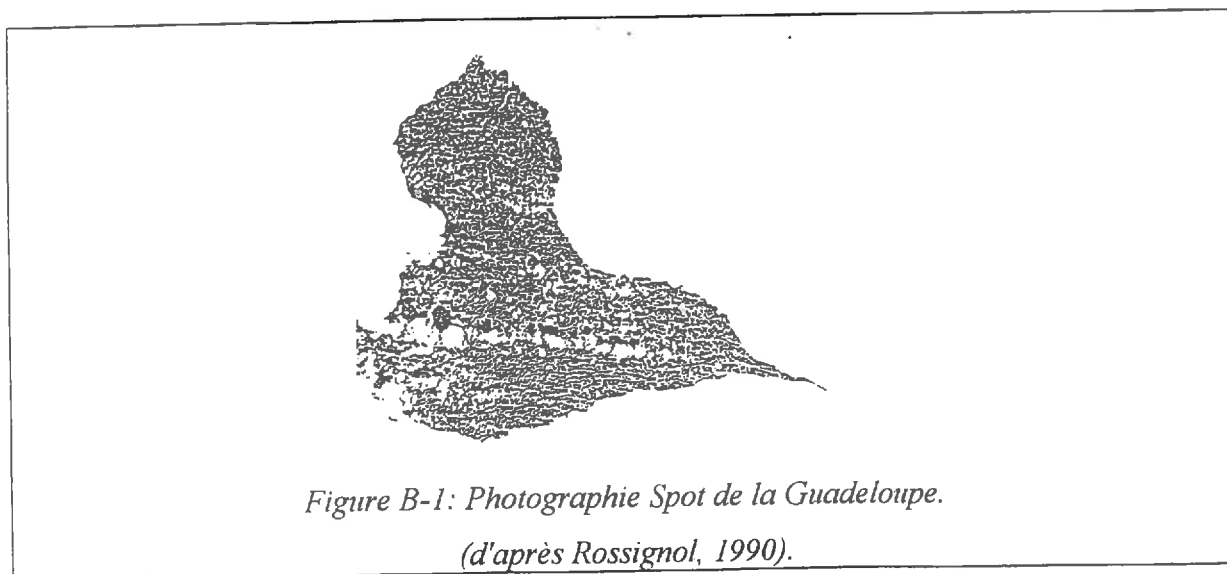 Figure B-1: Photographie Spot de la Guadeloupe.
(d'après Rossignol, 1990).